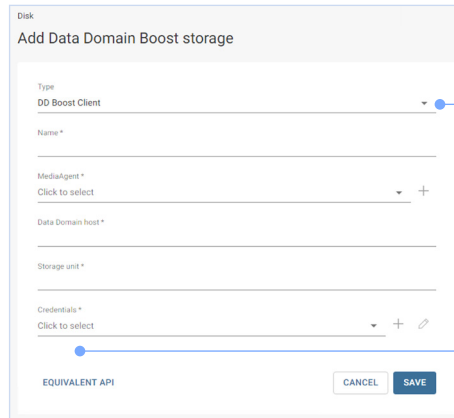 Disk
Add Data Domain Boost storage
Type
DD Boost Client
Name *
MediaAgent *
Click to select
Data Domain host *
Storage unit *
Credentials *
Click to select
EQUIVALENT API
CANCEL
SAVE